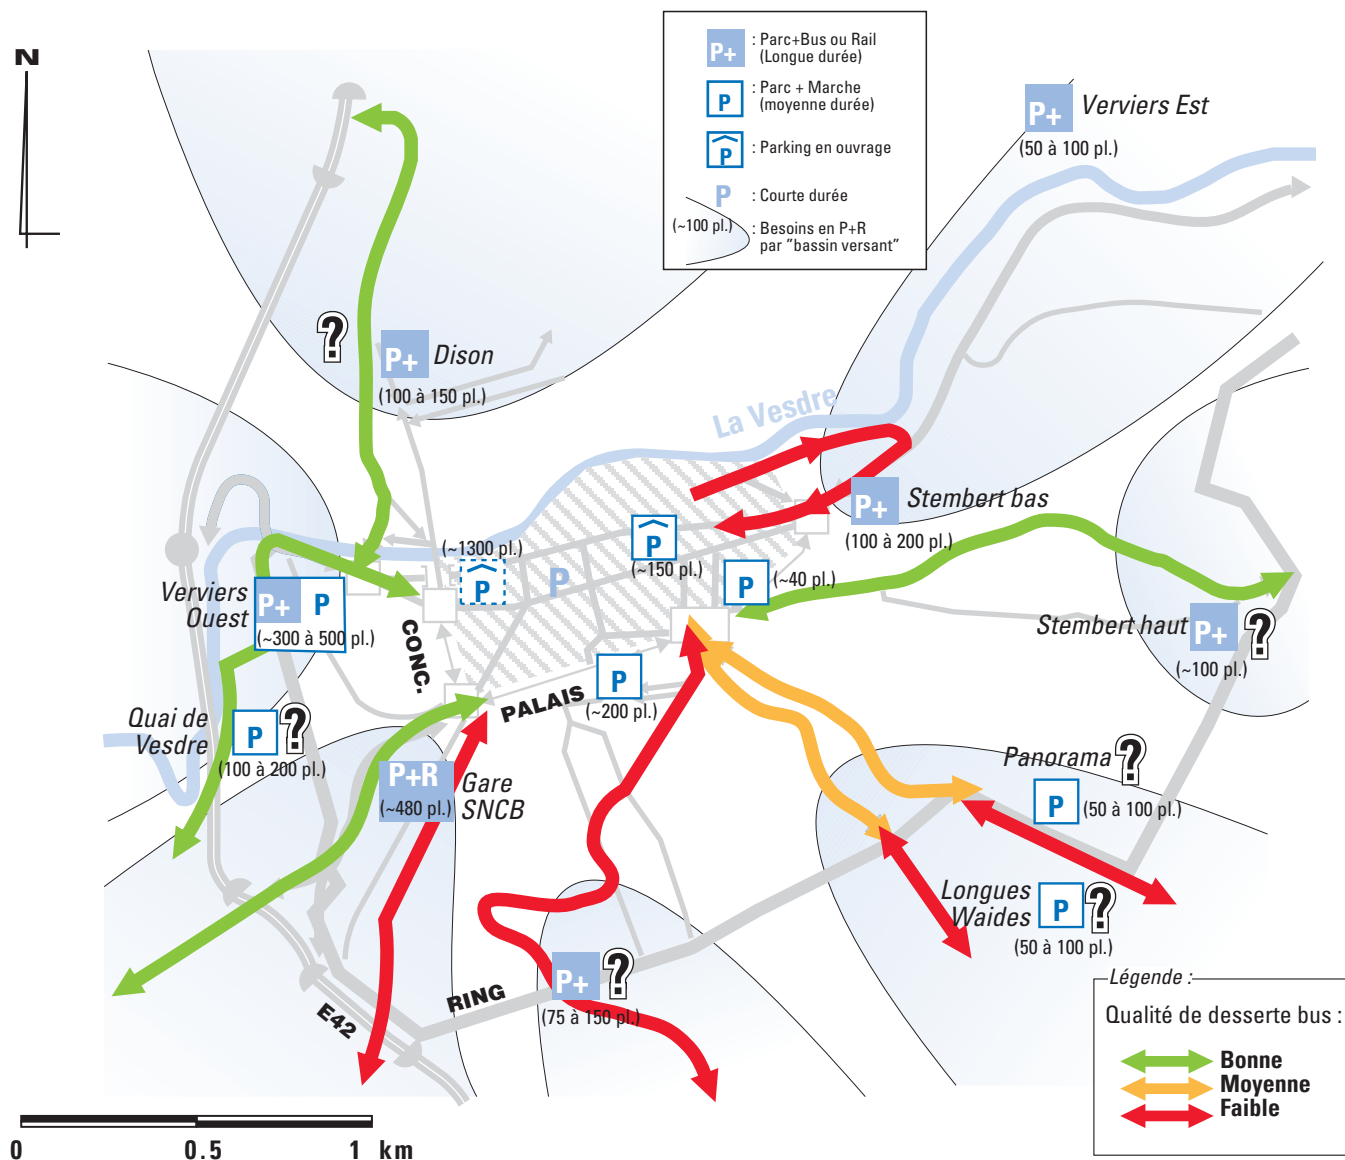 N
P+ : Parc+Bus ou Rail
(Longue durée)
P : Parc + Marche
(moyenne durée)
P : Parking en ouvrage
P : Courte durée
(~100 pl.) : Besoins en P+R
par "bassin versant"
P+ Verviers Est
(50 à 100 pl.)
?
P+ Dison
(100 à 150 pl.)
La Vesdre
P+ Stembert bas
(100 à 200 pl.)
(~1300 pl.)
P
P
P
(~150 pl.)
P (~40 pl.)
Verviers
Ouest
P+ P
(~300 à 500 pl.)
CONC.
Stembert haut P+ ?
(~100 pl.)
PALAIS
P
(~200 pl.)
Quai de
Vesdre
P ?
(100 à 200 pl.)
P+R
(~480 pl.)
Gare
SNCB
Panorama ?
P (50 à 100 pl.)
Longues
Waides
P ?
(50 à 100 pl.)
P+ ?
(75 à 150 pl.)
RING
E42
Légende :
Qualité de desserte bus :
Bonne
Moyenne
Faible
0 0.5 1 km